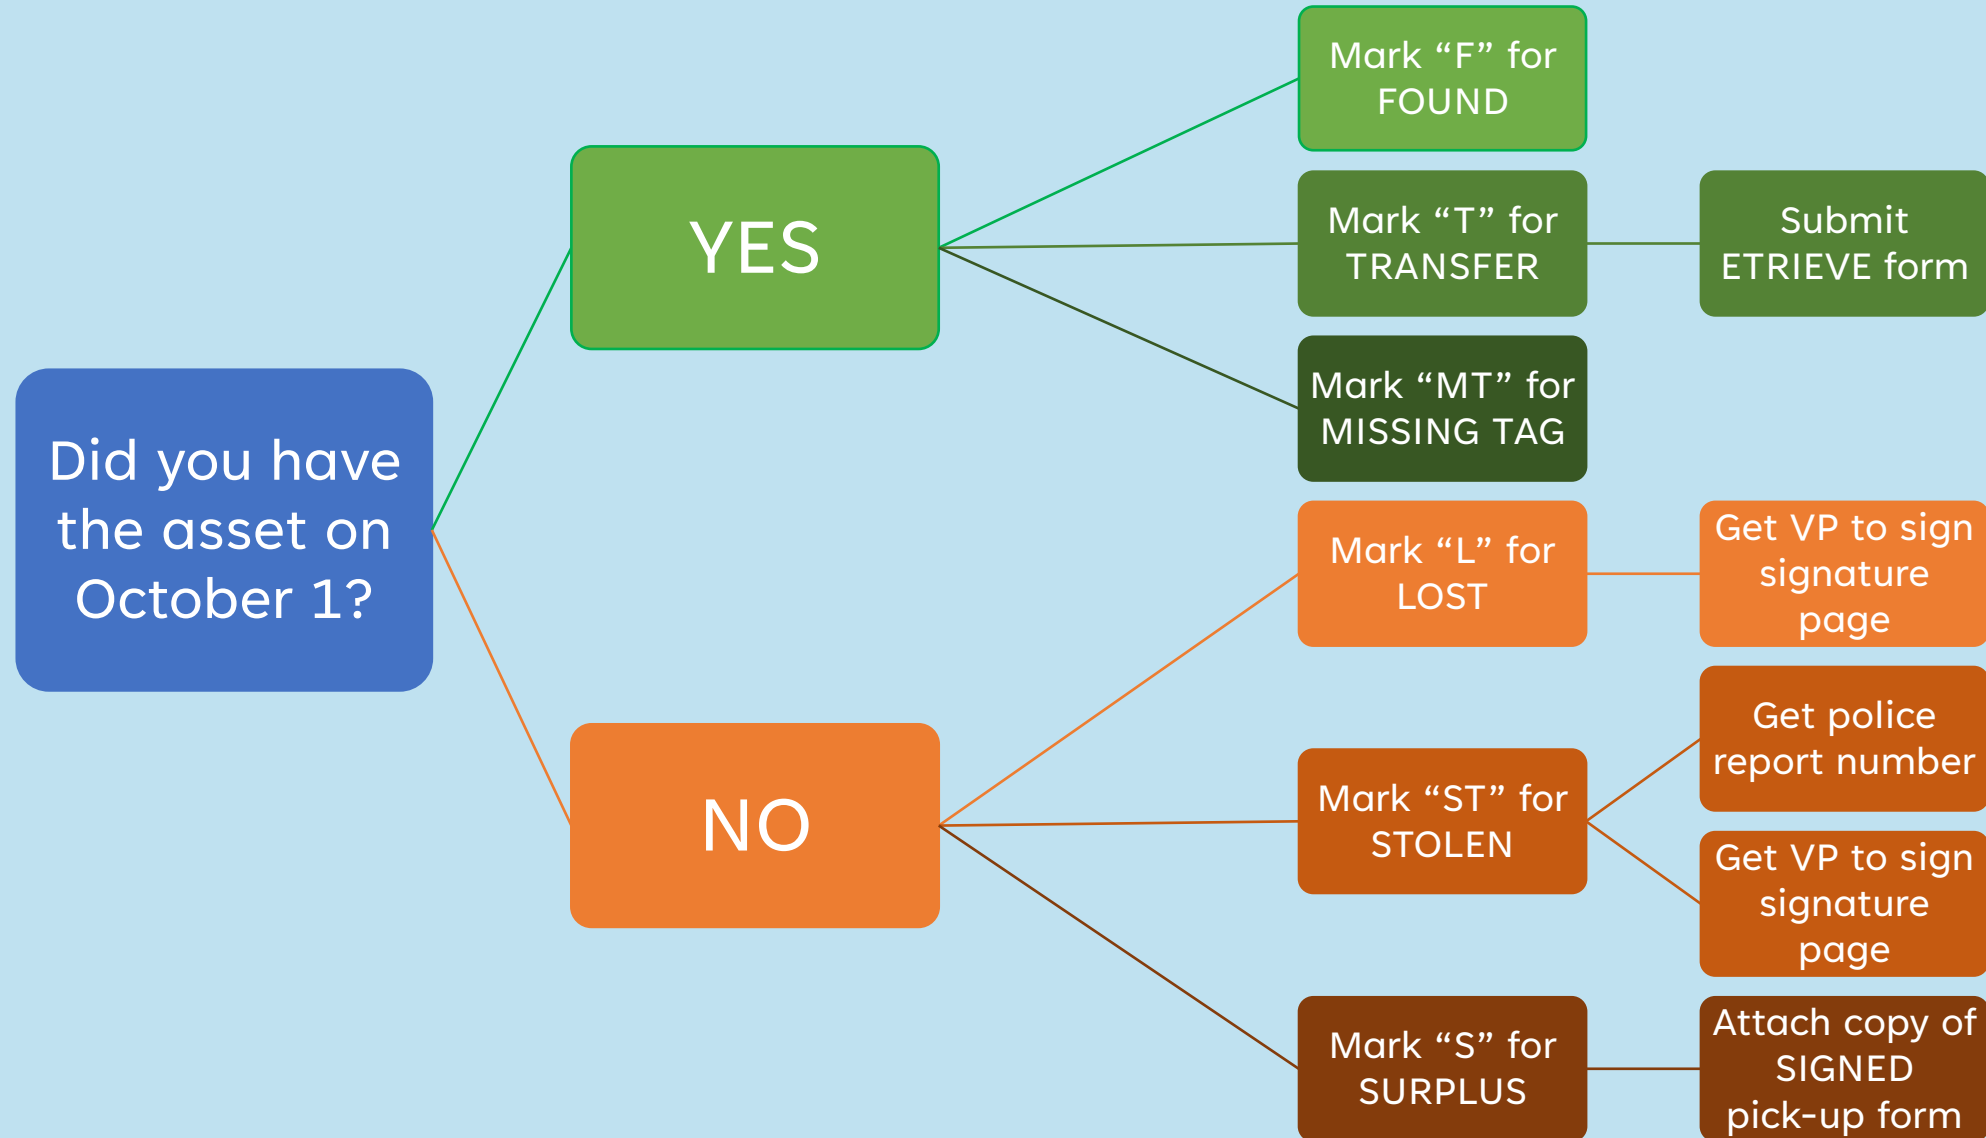 Did you have
the asset on
October 1?
YES
Mark “F” for
FOUND
Mark “T” for
TRANSFER
Submit
ETRIEVE form
Mark “MT” for
MISSING TAG
NO
Mark “L” for
LOST
Get VP to sign
signature
page
Mark “ST” for
STOLEN
Get police
report number
Get VP to sign
signature
page
Mark “S” for
SURPLUS
Attach copy of
SIGNED
pick-up form